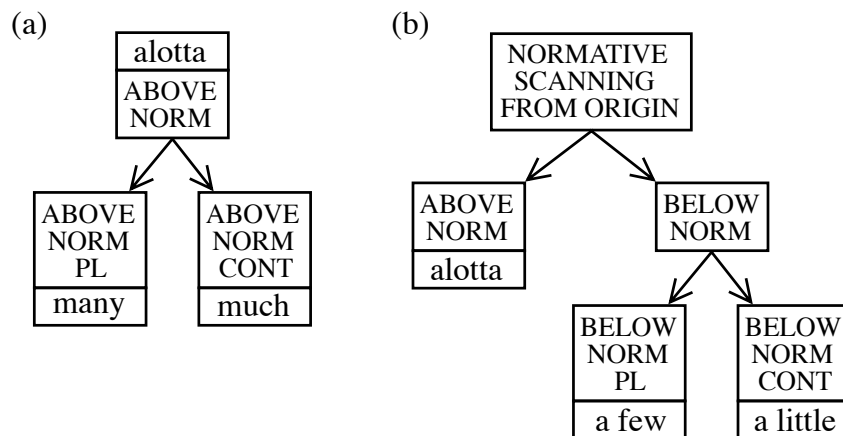 (a)
alotta
ABOVE
NORM
ABOVE
NORM
PL
many
ABOVE
NORM
CONT
much
(b)
NORMATIVE
SCANNING
FROM ORIGIN
ABOVE
NORM
alotta
BELOW
NORM
BELOW
NORM
PL
a few
BELOW
NORM
CONT
a little